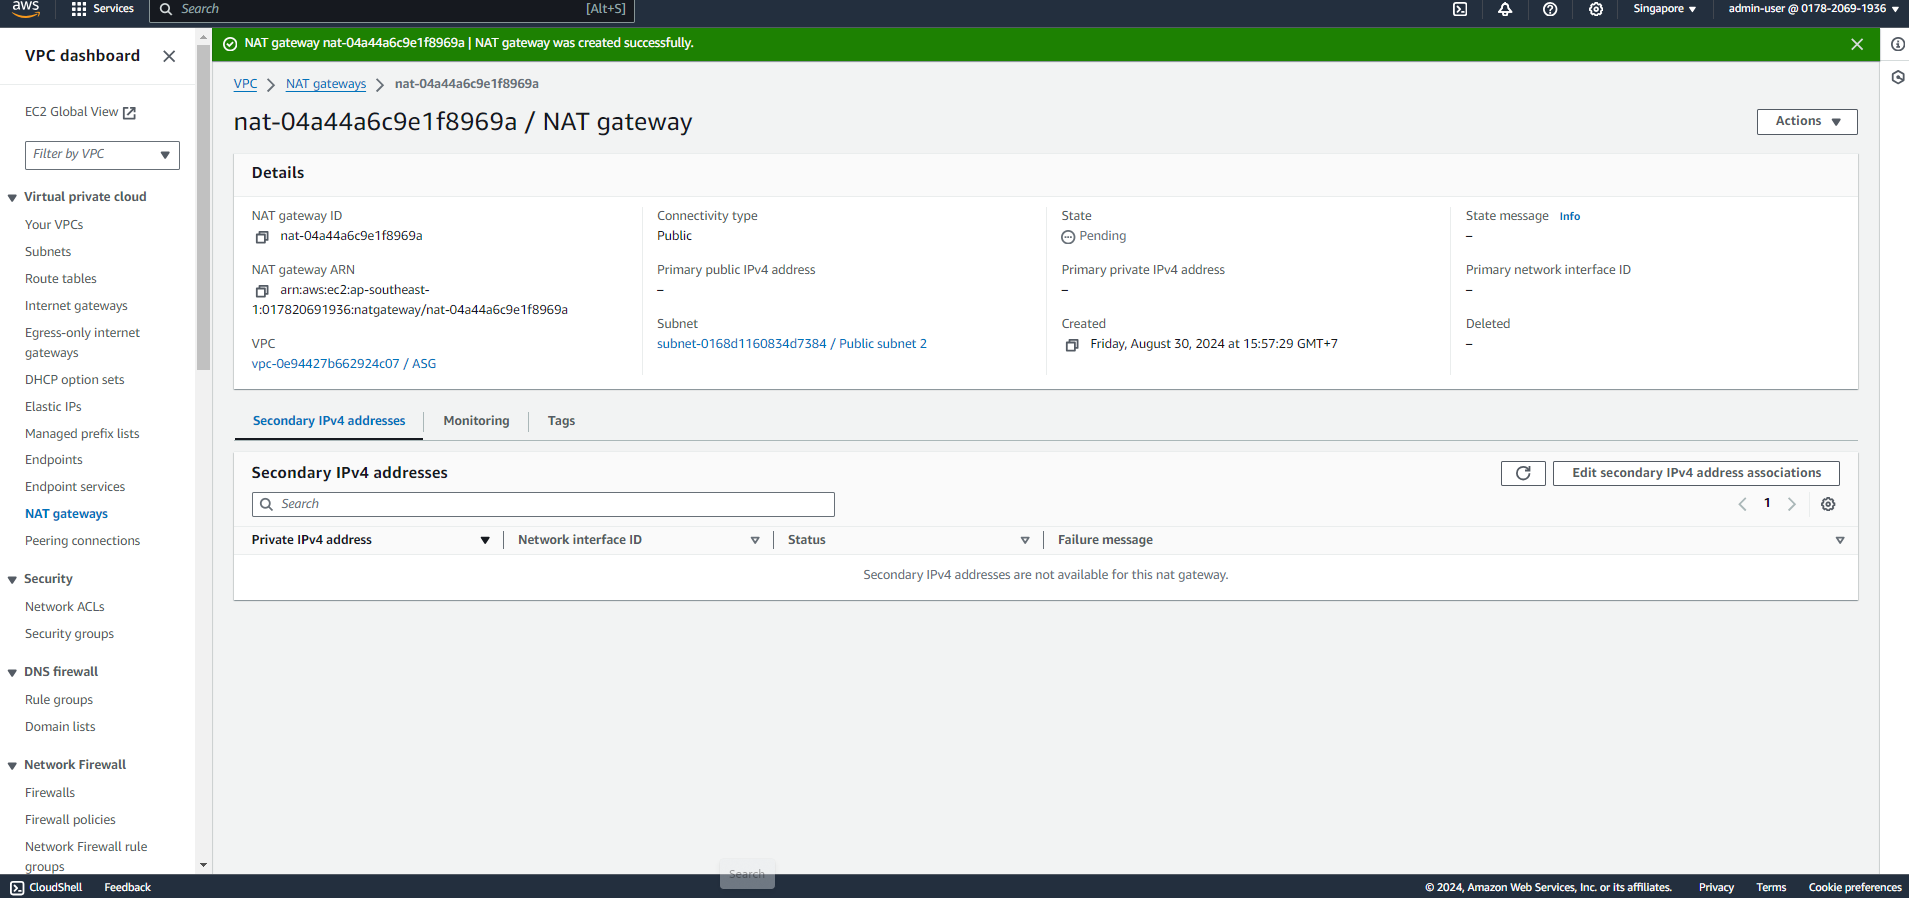 aws
Services
Search
[Alt+S]
Singapore
admin-user @ 0178-2069-1936
NAT gateway nat-04a44a6c9e1f8969a | NAT gateway was created successfully.
VPC dashboard
EC2 Global View
Filter by VPC
Virtual private cloud
Your VPCs
Subnets
Route tables
Internet gateways
Egress-only internet
gateways
DHCP option sets
Elastic IPs
Managed prefix lists
Endpoints
Endpoint services
NAT gateways
Peering connections
Security
Network ACLs
Security groups
DNS firewall
Rule groups
Domain lists
Network Firewall
Firewalls
Firewall policies
Network Firewall rule
groups
VPC
NAT gateways
nat-04a44a6c9e1f8969a
nat-04a44a6c9e1f8969a / NAT gateway
Actions
Details
NAT gateway ID
nat-04a44a6c9e1f8969a
NAT gateway ARN
arn:aws:ec2:ap-southeast-
1:017820691936:natgateway/nat-04a44a6c9e1f8969a
VPC
vpc-0e94427b662924c07 / ASG
Connectivity type
Public
Primary public IPv4 address
–
Subnet
subnet-0168d1160834d7384 / Public subnet 2
State
Pending
Primary private IPv4 address
–
Created
Friday, August 30, 2024 at 15:57:29 GMT+7
State message Info
–
Primary network interface ID
–
Deleted
–
Secondary IPv4 addresses
Monitoring
Tags
Secondary IPv4 addresses
Edit secondary IPv4 address associations
Search
1
Private IPv4 address
Network interface ID
Status
Failure message
Secondary IPv4 addresses are not available for this nat gateway.
Search
CloudShell
Feedback
© 2024, Amazon Web Services, Inc. or its affiliates.
Privacy
Terms
Cookie preferences